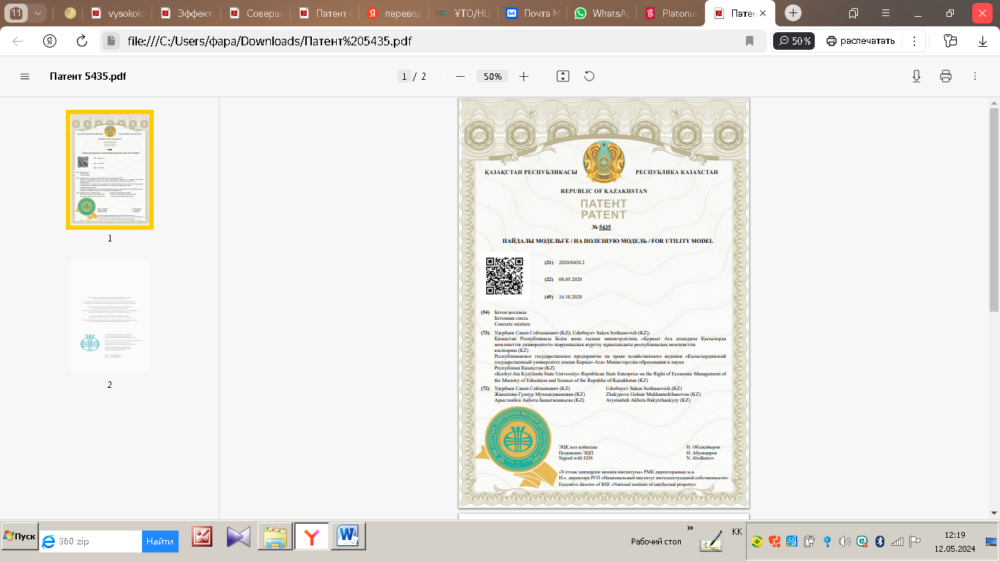 11
vysokok
Эффект
Соверш
Патент 4
перевод
ҰТО/НЦ
Почта М
WhatsAp
Platonus
Патен
file:///C:/Users/фара/Downloads/Патент%205435.pdf
50%
распечатать
Патент 5435.pdf
1 / 2
50%
1
2
ҚАЗАҚСТАН РЕСПУБЛИКАСЫ
РЕСПУБЛИКА КАЗАХСТАН
REPUBLIC OF KAZAKHSTAN
ПАТЕНТ
PATENT
№ 5435
ПАЙДАЛЫ МОДЕЛЬГЕ / НА ПОЛЕЗНУЮ МОДЕЛЬ / FOR UTILITY MODEL
(21) 2020/0438.2
(22) 08.05.2020
(45) 16.10.2020
(54) Бетон қоспасы
Бетонная смесь
Concrete mixture
(73) Удербаев Сакен Сейтканович (KZ); Uderbayev Saken Seitkanovich (KZ);
Қазақстан Республикасы Білім және ғылым министрлігінің «Қорқыт Ата атындағы Қызылорда
мемлекеттік университеті» шаруашылық жүргізу құқығындағы республикалық мемлекеттік
кәсіпорны (KZ)
Республиканское государственное предприятие на праве хозяйственного ведения «Кызылординский
государственный университет имени Коркыт-Ата» Министерства образования и науки
Республики Казахстан (KZ)
«Korkyt Ata Kyzylorda State University» Republican State Enterprise on the Right of Economic Management of
the Ministry of Education and Science of the Republic of Kazakhstan (KZ)
(72) Удербаев Сакен Сейтканович (KZ) Uderbayev Saken Seitkanovich (KZ)
Жакыпова Гулнур Мухамеджановна (KZ) Zhakypova Gulnur Mukhamedzhanovna (KZ)
Арыстанбек Ақбота Бақытжанқызы (KZ) Arystanbek Akbota Bakytzhankyzy (KZ)
ЭЦҚ қол қойылды Н. Әбілқайыров
Подписано ЭЦП Н. Абулкаиров
Signed with EDS N. Abulkairov
«Ұлттық зияткерлік меншік институты» РМК директорының м.а.
И.о. директора РГП «Национальный институт интеллектуальной собственности»
Executive director of RSE «National institute of intellectual property»
Пуск
360 zip
Найти
Рабочий стол
KK
12:19
12.05.2024